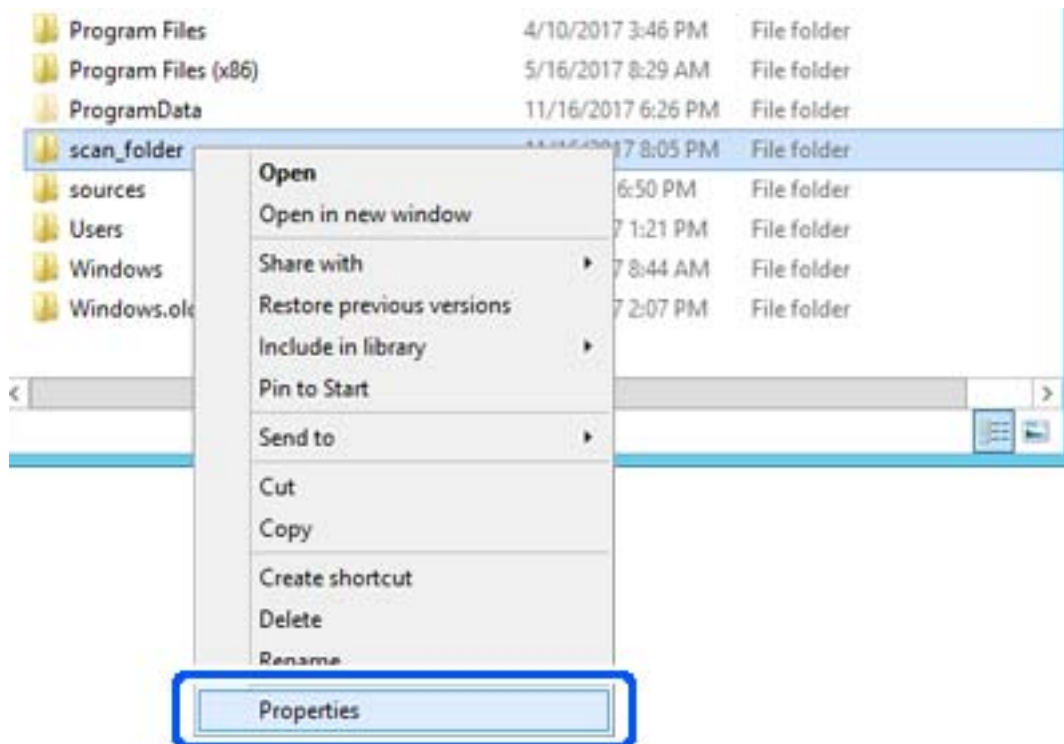 Program Files 4/10/2017 3:46 PM File folder
Program Files (x86) 5/16/2017 8:29 AM File folder
ProgramData 11/16/2017 6:26 PM File folder
scan_folder 7 8:05 PM File folder
sources 6:50 PM File folder
Users 7 1:21 PM File folder
Windows 7 8:44 AM File folder
Windows.old 7 2:07 PM File folder
Open
Open in new window
Share with
Restore previous versions
Include in library
Pin to Start
Send to
Cut
Copy
Create shortcut
Delete
Rename
Properties